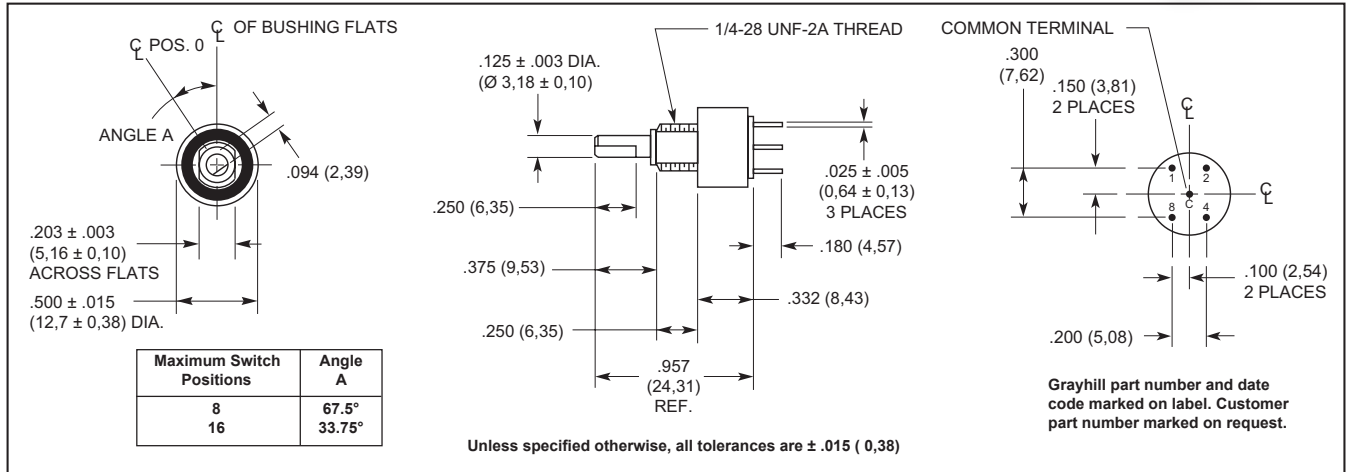 ℄ OF BUSHING FLATS
℄ POS. 0
ANGLE A
.094 (2,39)
.203 ± .003
(5,16 ± 0,10)
ACROSS FLATS
.500 ± .015
(12,7 ± 0,38) DIA.
Maximum Switch Positions Angle A
8 67.5°
16 33.75°
1/4-28 UNF-2A THREAD
.125 ± .003 DIA.
(Ø 3,18 ± 0,10)
.025 ± .005
(0,64 ± 0,13)
3 PLACES
.250 (6,35)
.180 (4,57)
.375 (9,53)
.332 (8,43)
.250 (6,35)
.957
(24,31)
REF.
Unless specified otherwise, all tolerances are ± .015 ( 0,38)
COMMON TERMINAL
.300
(7,62)
.150 (3,81)
2 PLACES
℄
1 2
℄
C
8 4
.100 (2,54)
2 PLACES
.200 (5,08)
Grayhill part number and date
code marked on label. Customer
part number marked on request.